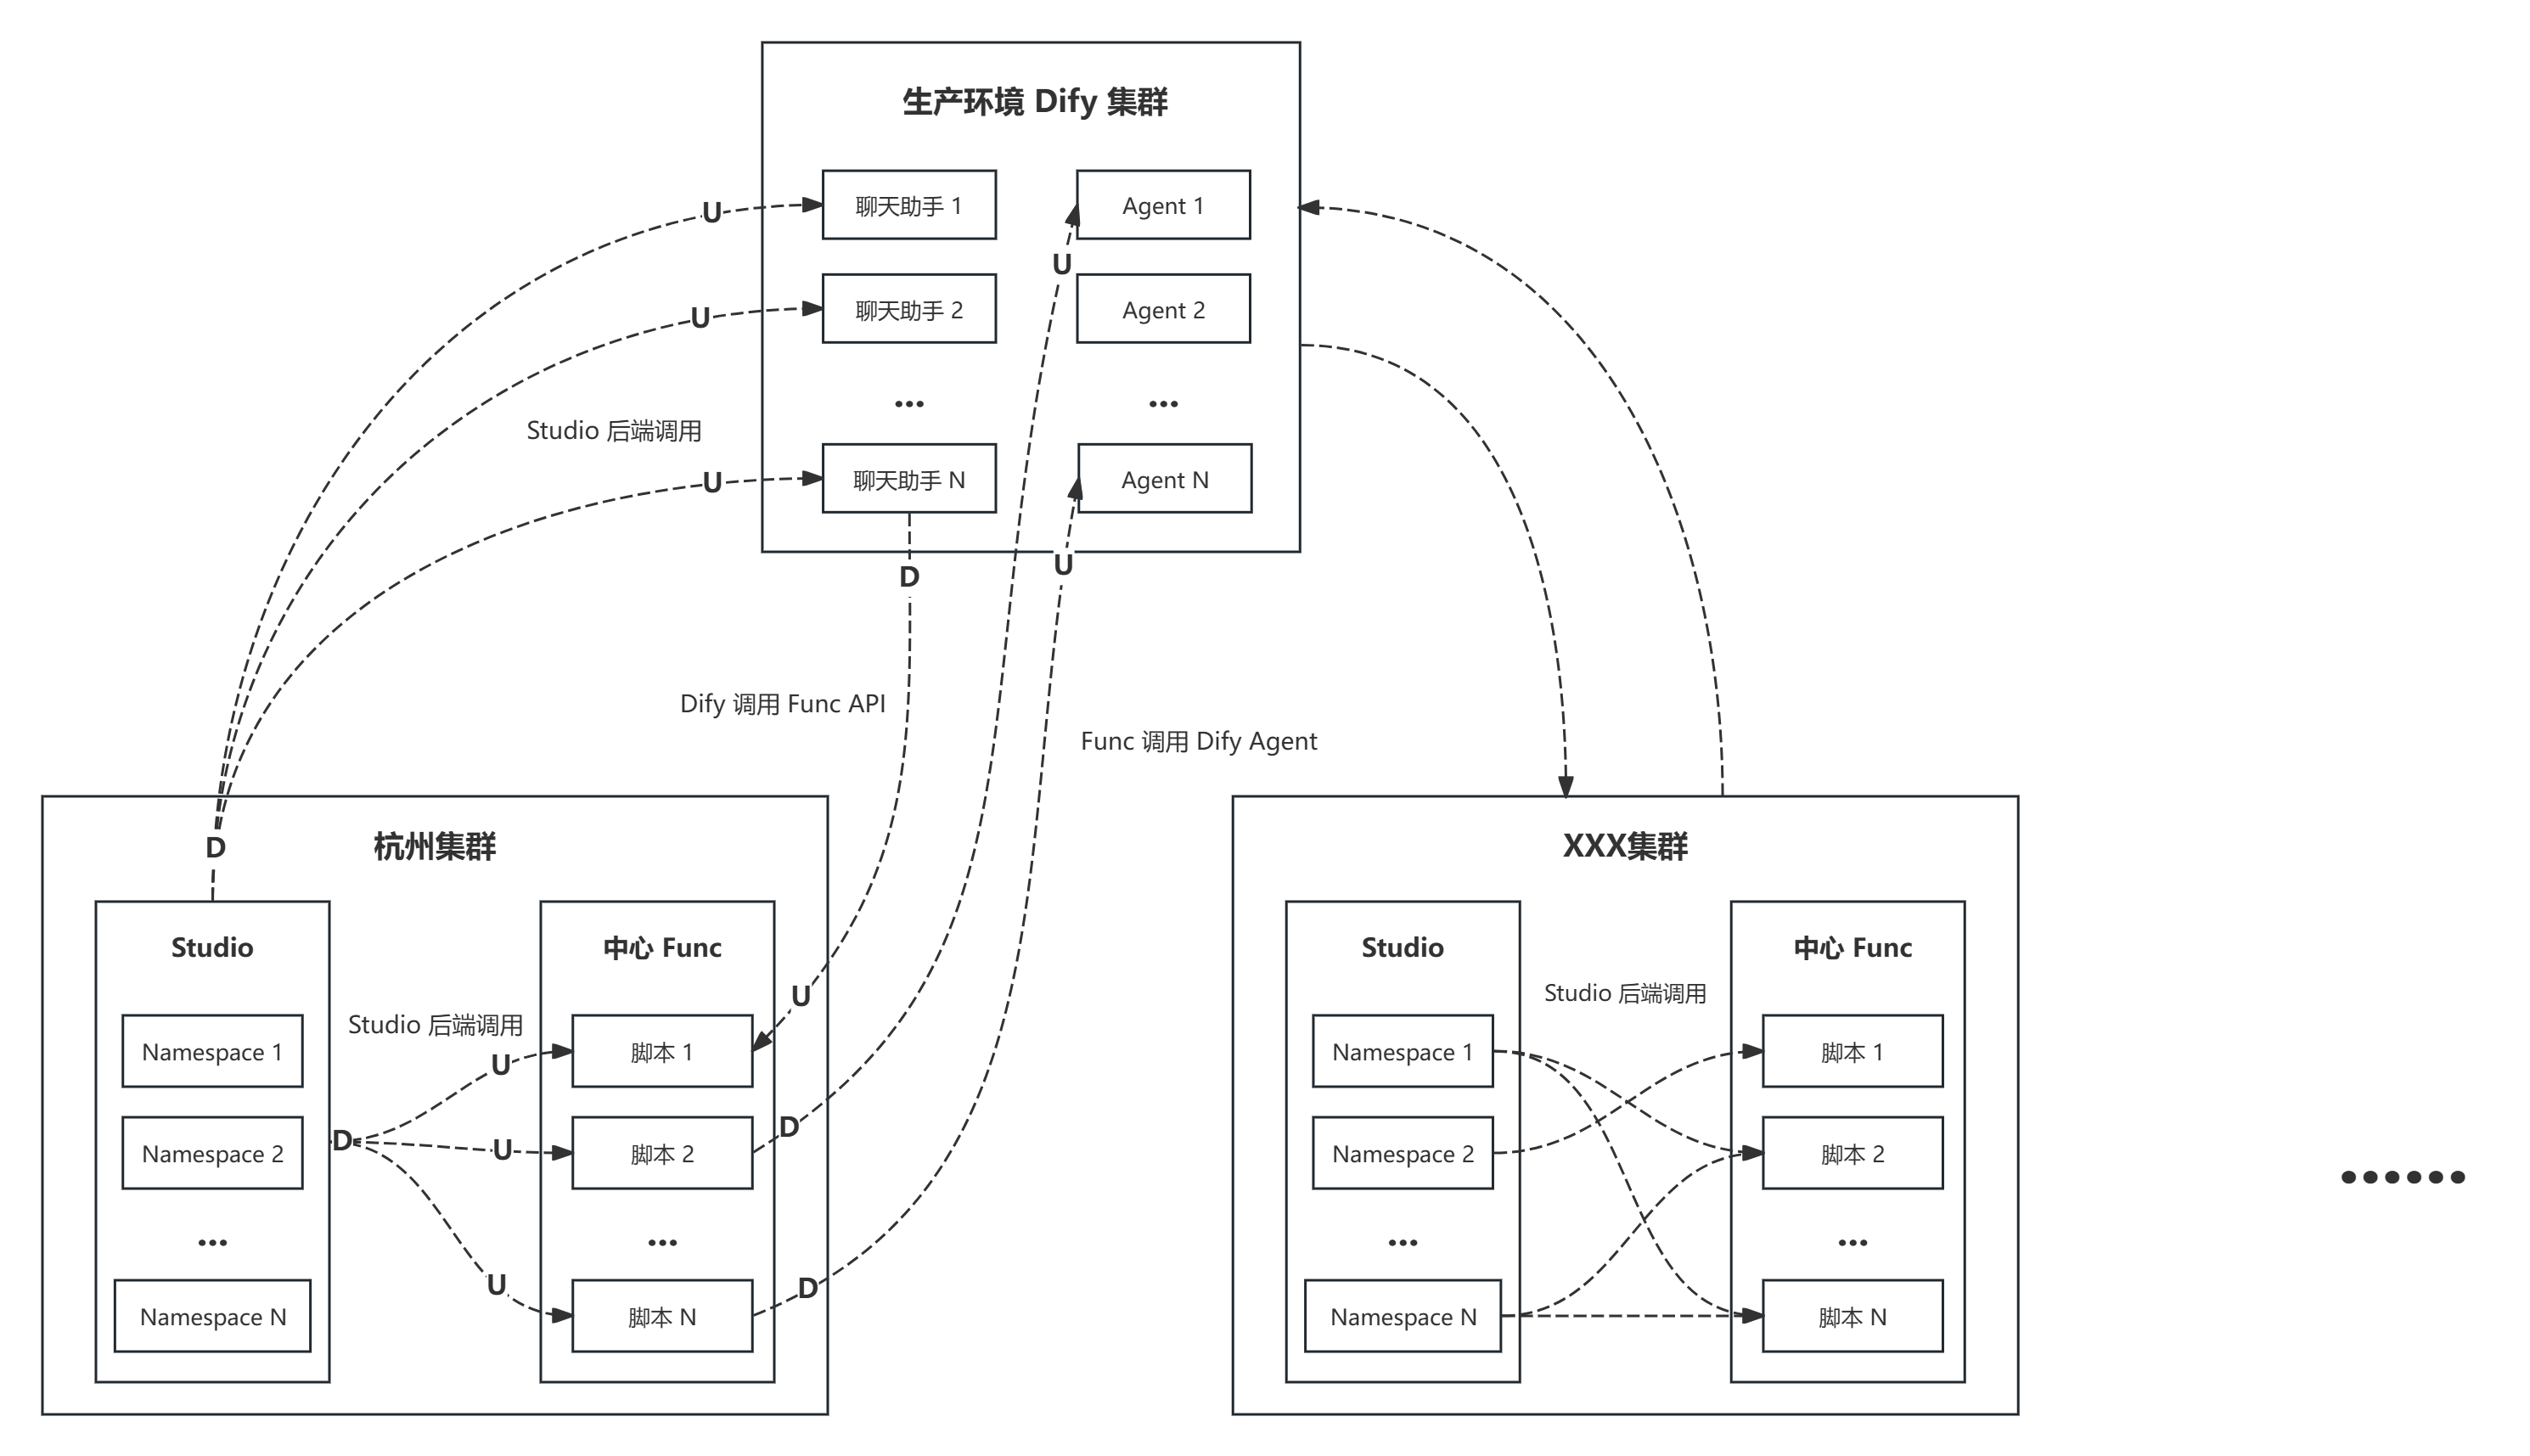 生产环境 Dify 集群
聊天助手 1
Agent 1
U
U
聊天助手 2
Agent 2
U
...
...
Studio 后端调用
聊天助手 N
Agent N
U
D
U
Dify 调用 Func API
Func 调用 Dify Agent
杭州集群
D
Studio
中心 Func
U
Studio 后端调用
Namespace 1
U
脚本 1
D
Namespace 2
D
U
脚本 2
...
...
U
D
Namespace N
脚本 N
XXX集群
Studio
中心 Func
Studio 后端调用
Namespace 1
脚本 1
Namespace 2
脚本 2
...
...
Namespace N
脚本 N
......